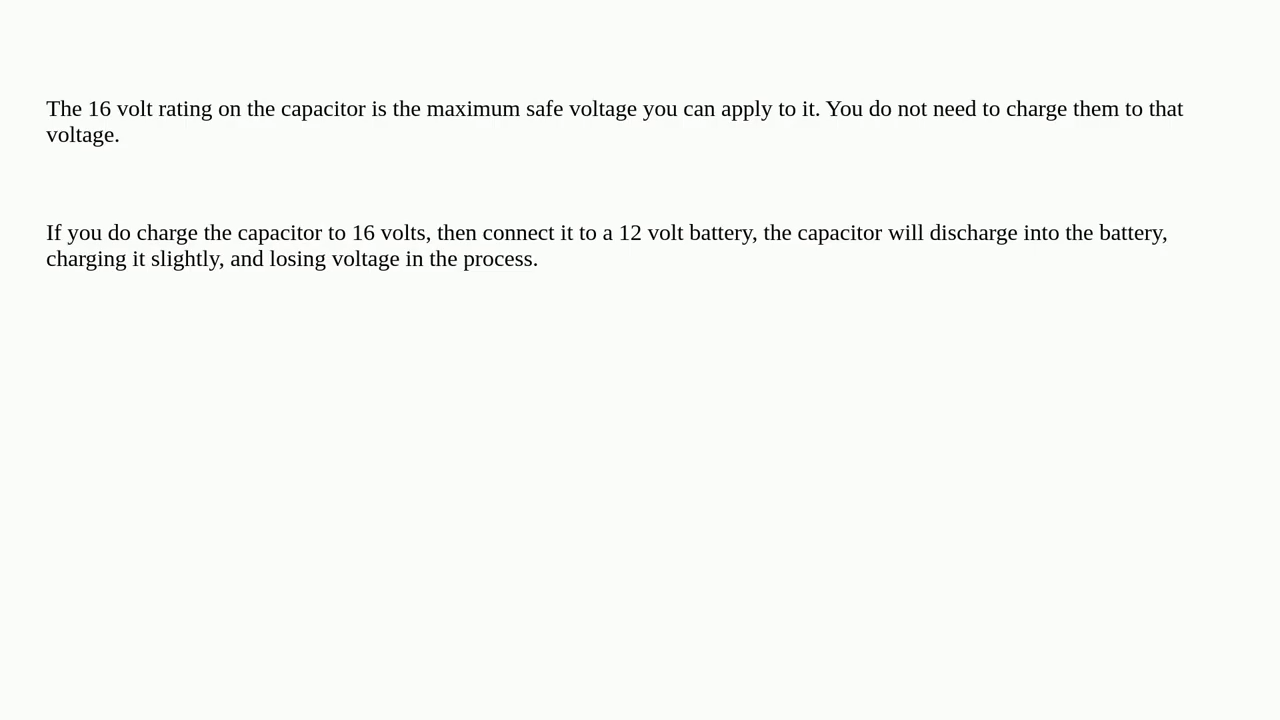 The 16 volt rating on the capacitor is the maximum safe voltage you can apply to it. You do not need to charge them to that
voltage.
If you do charge the capacitor to 16 volts, then connect it to a 12 volt battery, the capacitor will discharge into the battery,
charging it slightly, and losing voltage in the process.